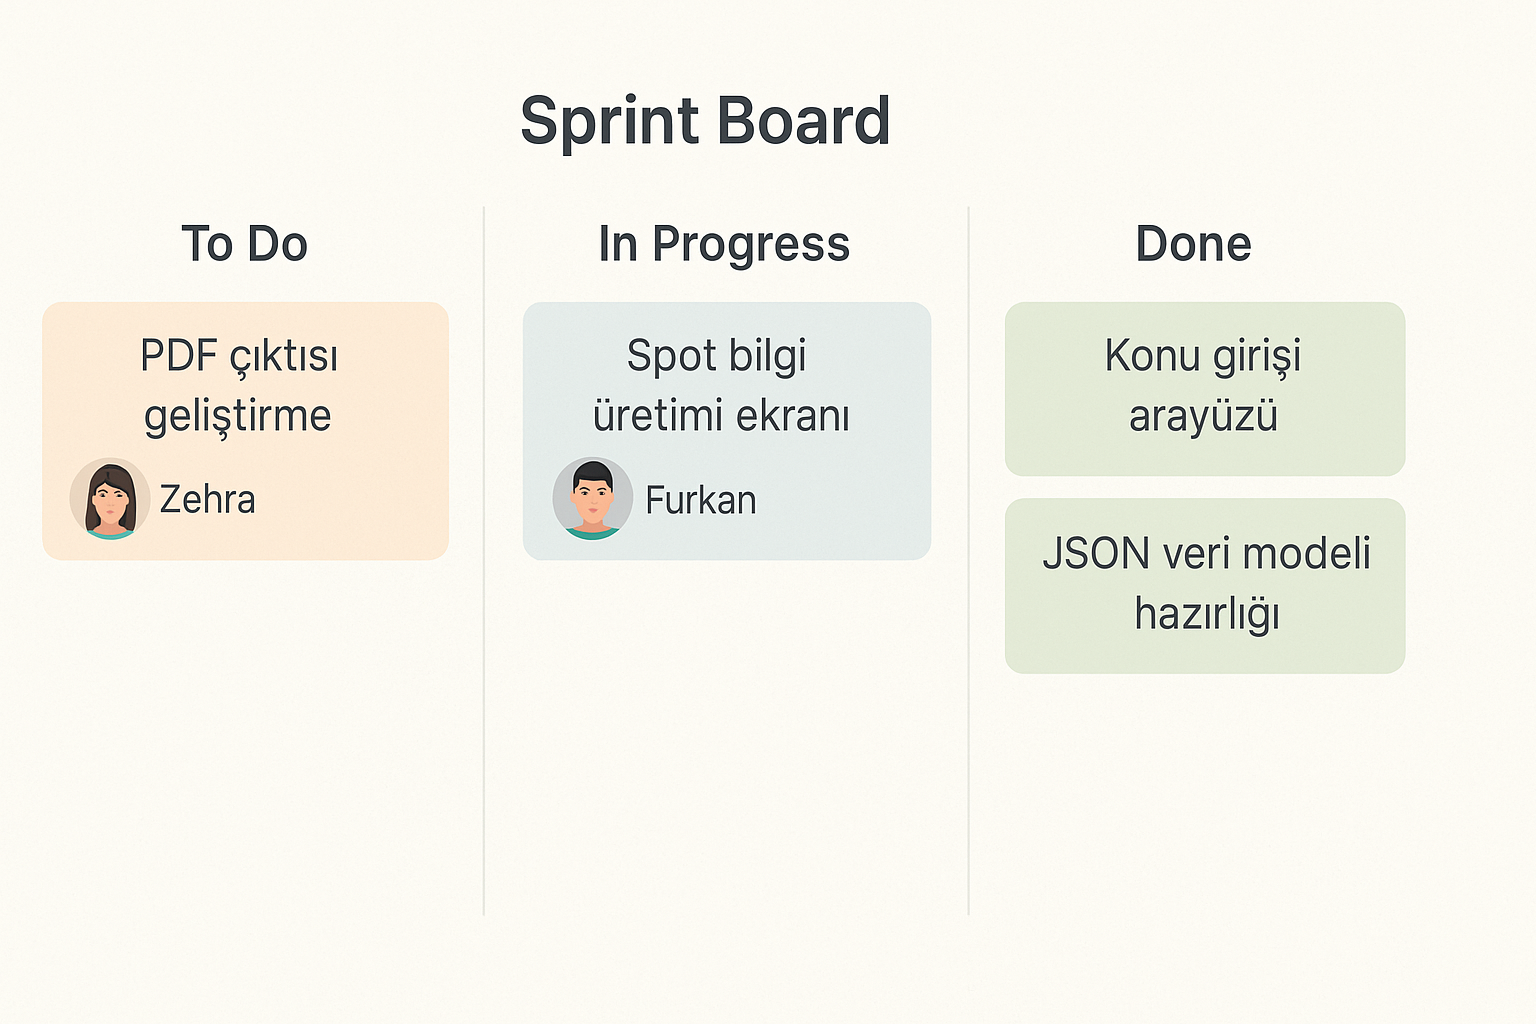 Sprint Board
To Do
PDF çıktısı
geliştirme
Zehra
In Progress
Spot bilgi
üretimi ekranı
Furkan
Done
Konu girişi
arayüzü
JSON veri modeli
hazırlığı